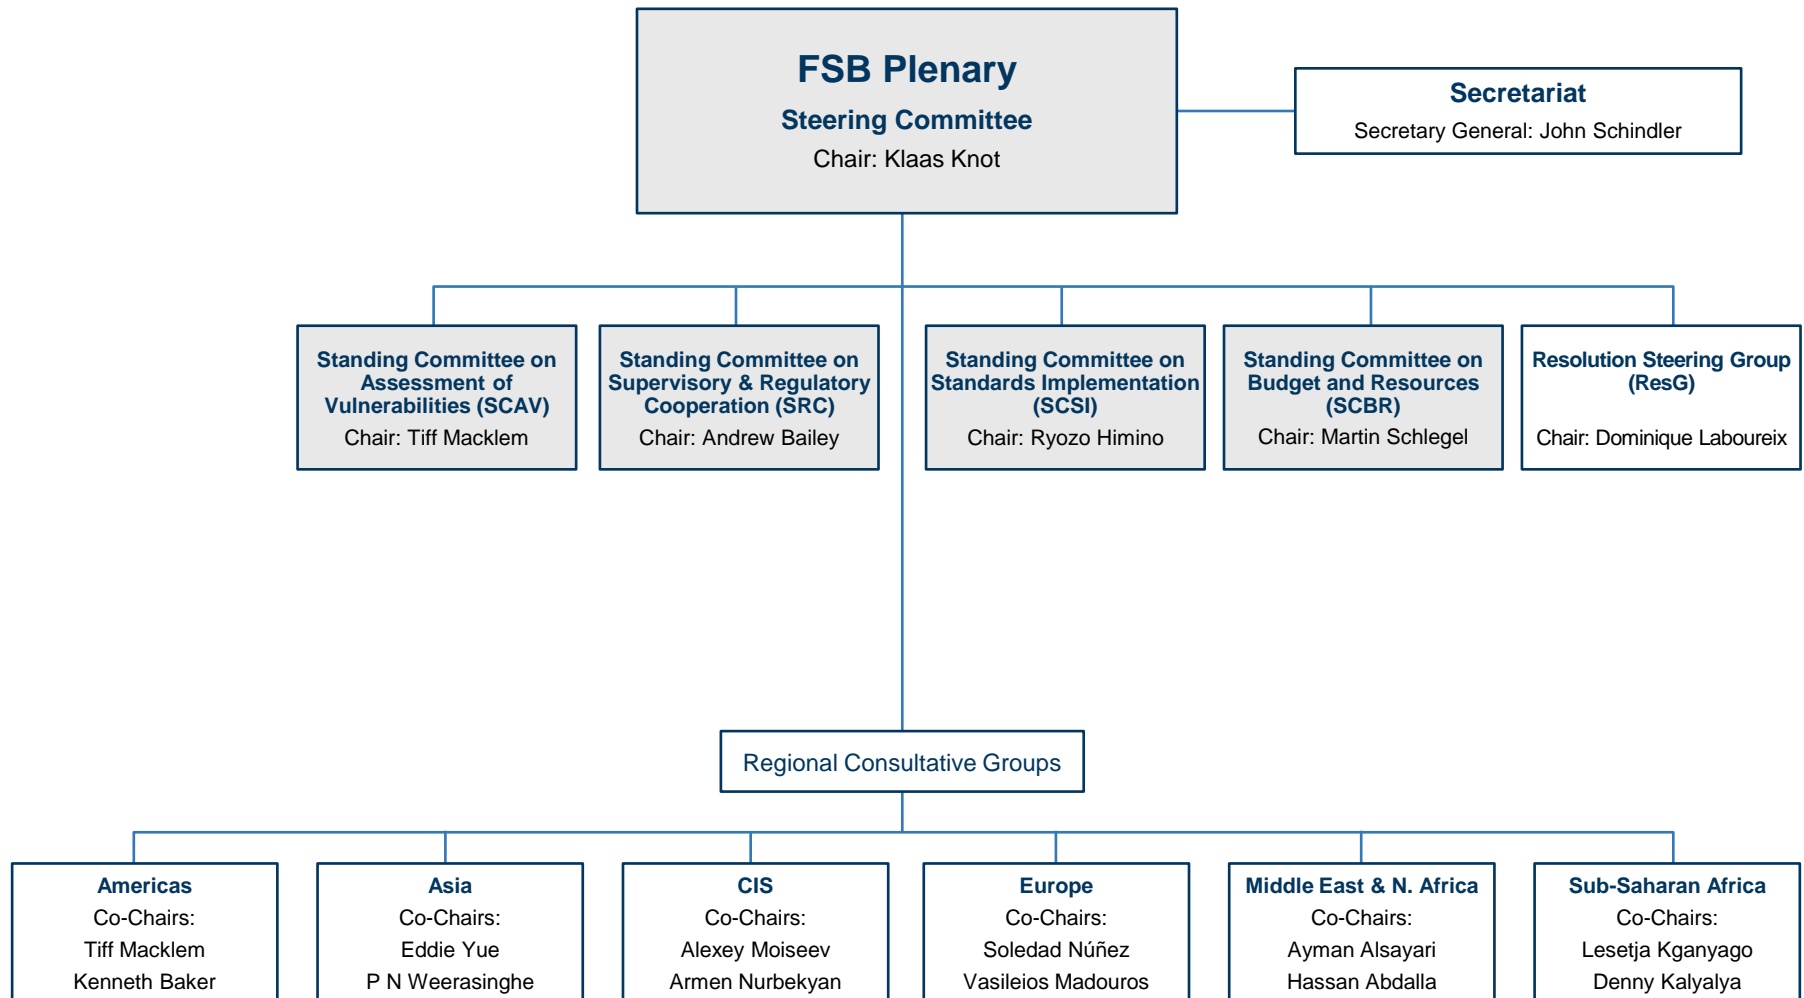 FSB Plenary
Steering Committee
Chair: Klaas Knot
Secretariat
Secretary General: John Schindler
Standing Committee on
Assessment of
Vulnerabilities (SCAV)
Chair: Tiff Macklem
Standing Committee on
Supervisory & Regulatory
Cooperation (SRC)
Chair: Andrew Bailey
Standing Committee on
Standards Implementation
(SCSI)
Chair: Ryozo Himino
Standing Committee on
Budget and Resources
(SCBR)
Chair: Martin Schlegel
Resolution Steering Group
(ResG)
Chair: Dominique Laboureix
Regional Consultative Groups
Americas
Co-Chairs:
Tiff Macklem
Kenneth Baker
Asia
Co-Chairs:
Eddie Yue
P N Weerasinghe
CIS
Co-Chairs:
Alexey Moiseev
Armen Nurbekyan
Europe
Co-Chairs:
Soledad Núñez
Vasileios Madouros
Middle East & N. Africa
Co-Chairs:
Ayman Alsayari
Hassan Abdalla
Sub-Saharan Africa
Co-Chairs:
Lesetja Kganyago
Denny Kalyalya